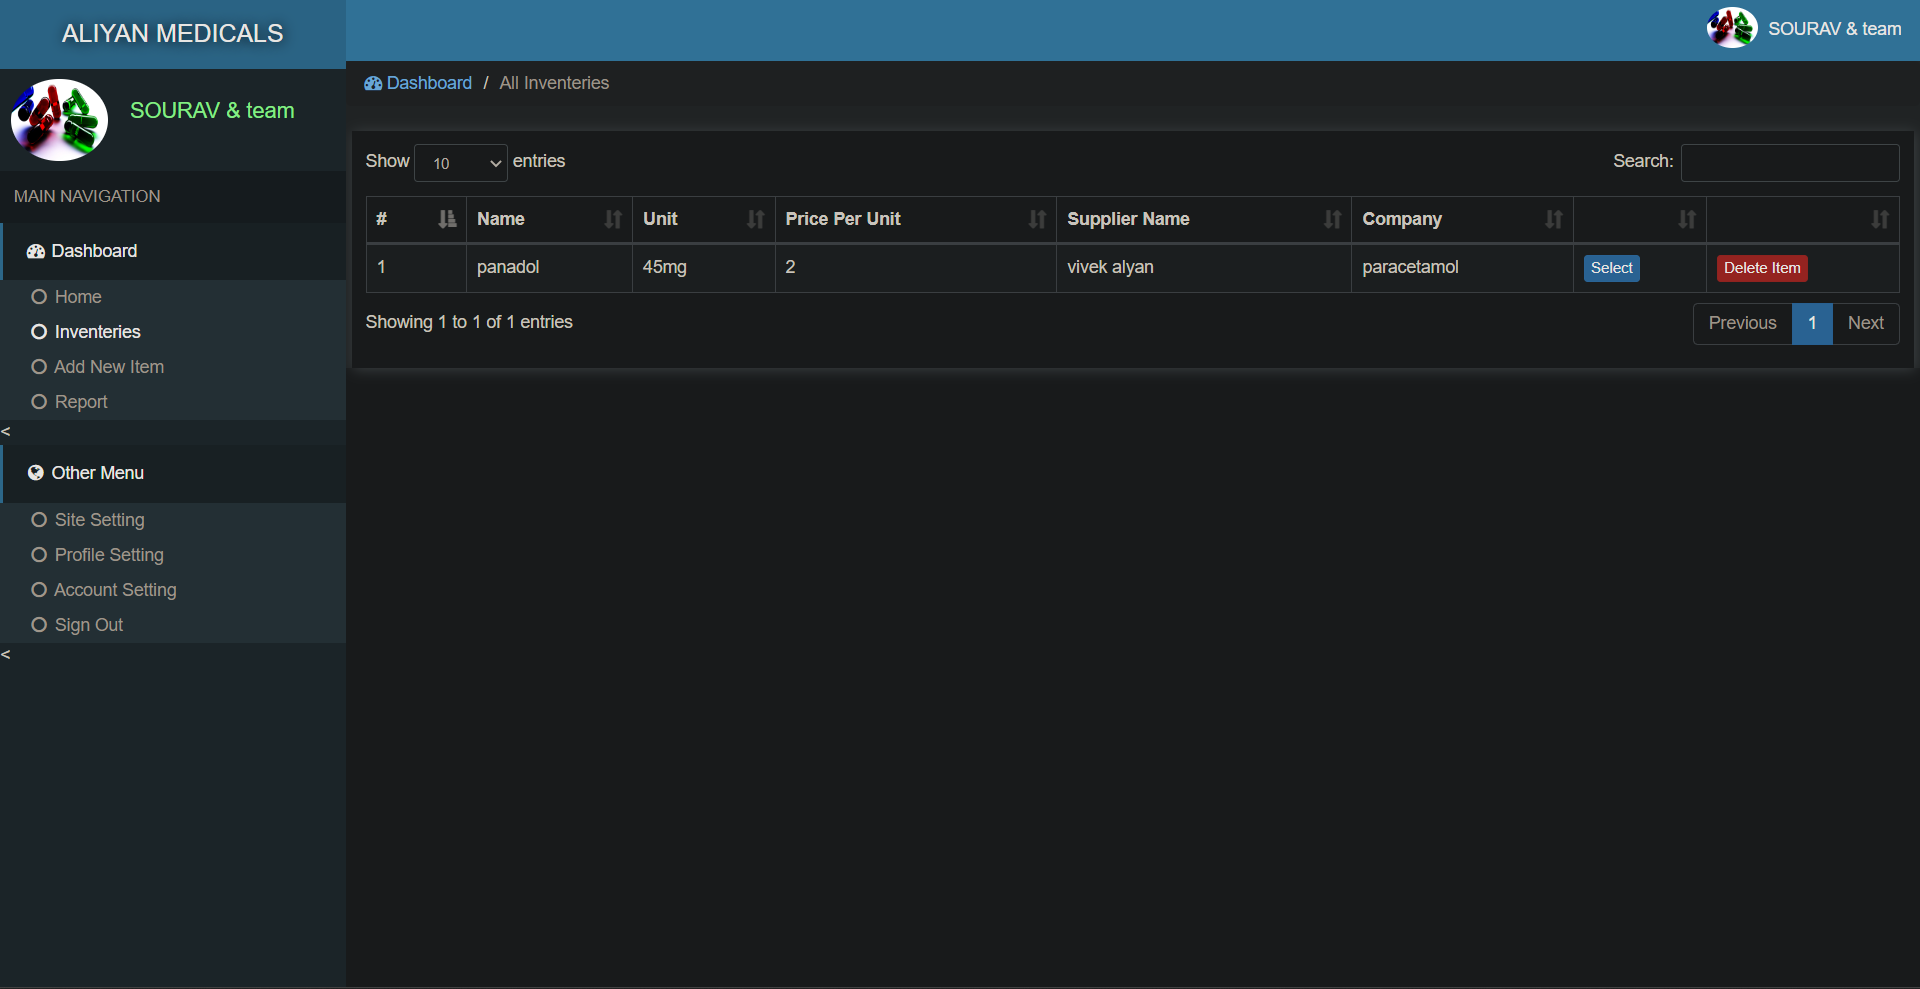 ALIYAN MEDICALS
SOURAV & team
SOURAV & team
MAIN NAVIGATION
Dashboard
Home
Inventeries
Add New Item
Report
<
Other Menu
Site Setting
Profile Setting
Account Setting
Sign Out
<
Dashboard / All Inventeries
Show 10 entries Search:
# Name Unit Price Per Unit Supplier Name Company
1 panadol 45mg 2 vivek alyan paracetamol Select Delete Item
Showing 1 to 1 of 1 entries Previous 1 Next